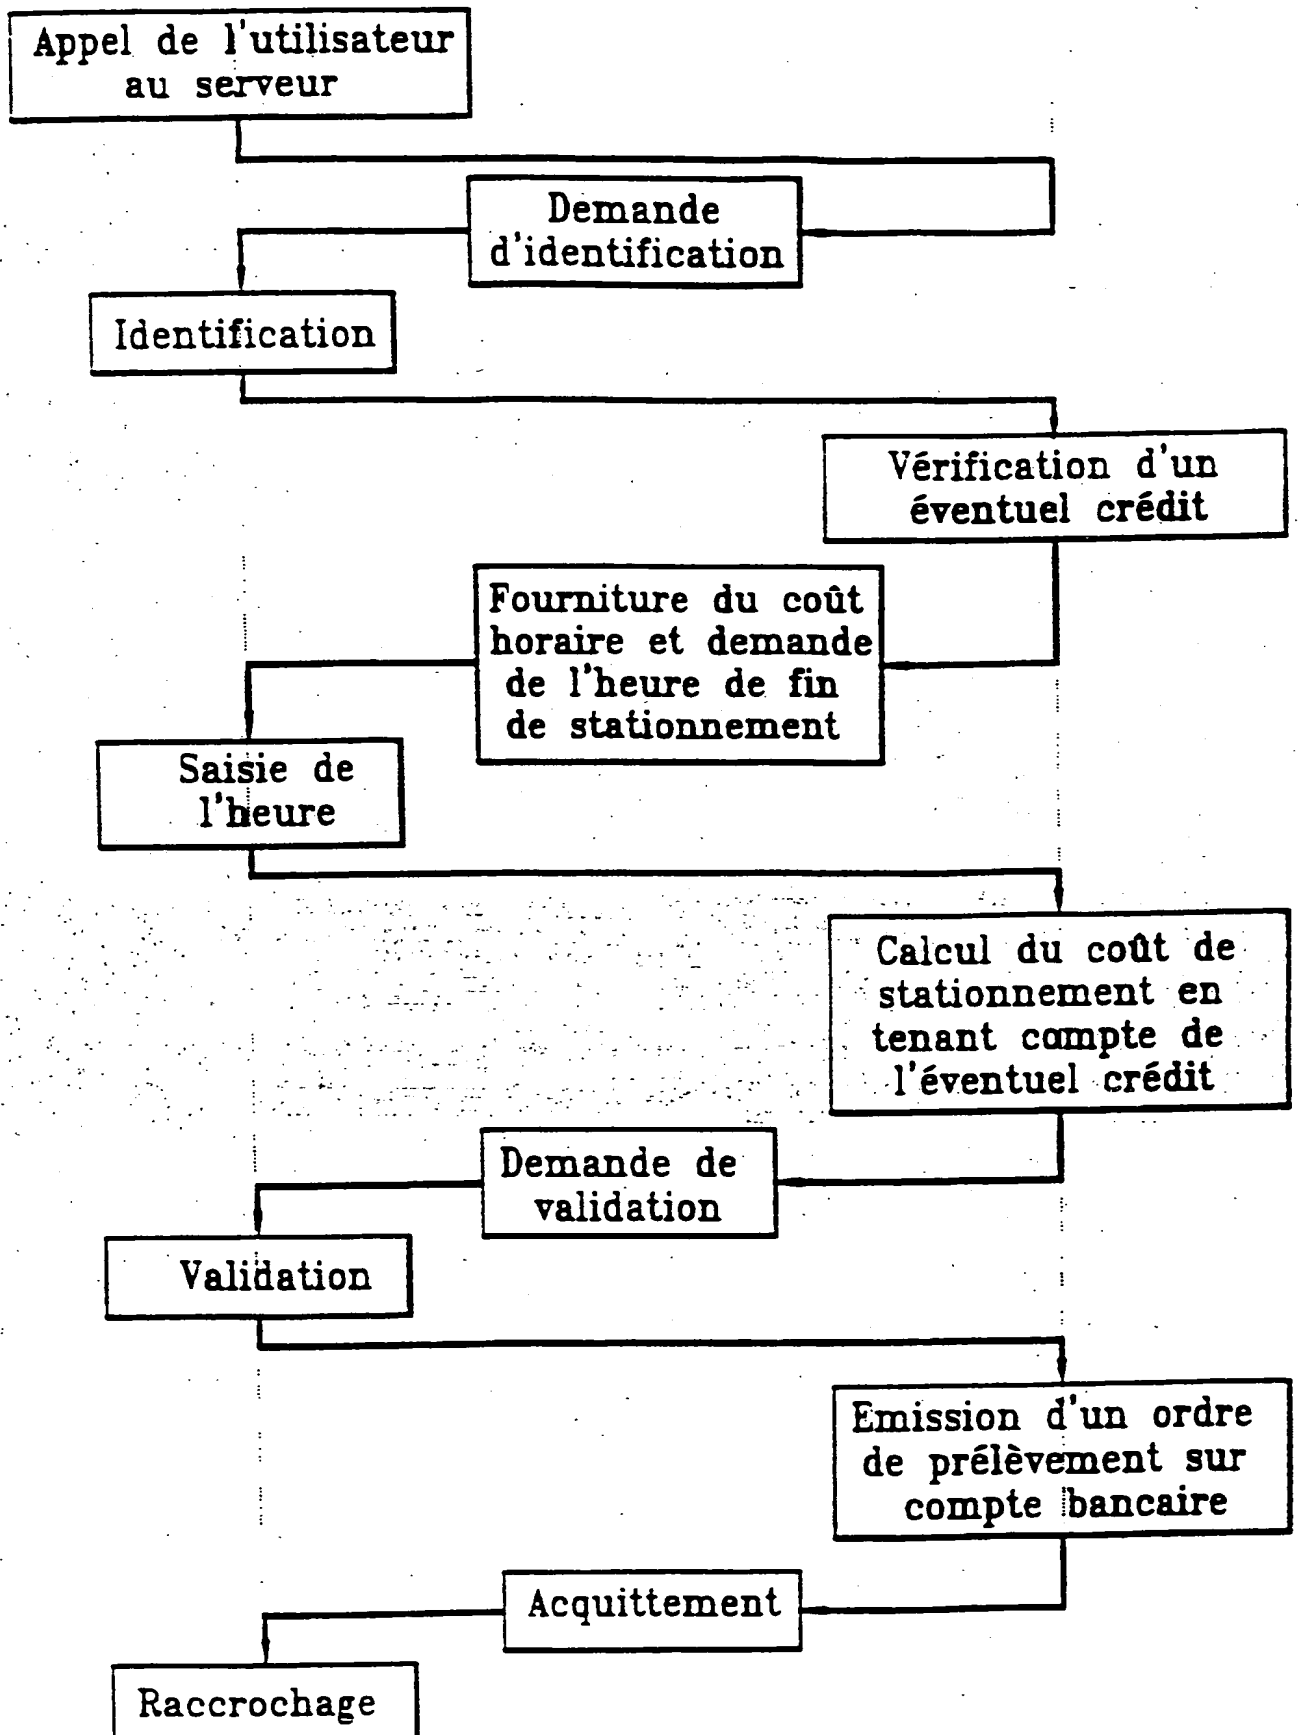 Appel de l'utilisateur
au serveur
Demande
d'identification
Identification
Vérification d'un
éventuel crédit
Fourniture du coût
horaire et demande
de l'heure de fin
de stationnement
Saisie de
l'heure
Calcul du coût de
stationnement en
tenant compte de
l'éventuel crédit
Demande de
validation
Validation
Emission d'un ordre
de prélèvement sur
compte bancaire
Acquittement
Raccrochage